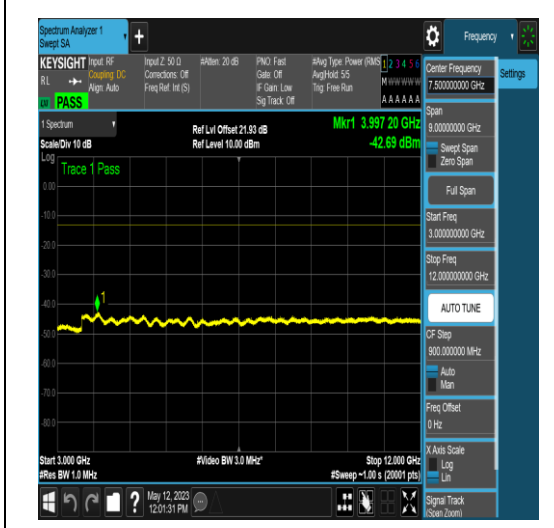 Spectrum Analyzer 1
Swept SA
+
Frequency
KEYSIGHT
RL
Input: RF
Coupling: DC
Align: Auto
Input Z: 50 Ω
Corrections: Off
Freq Ref: Int (S)
#Atten: 20 dB
PNO: Fast
Gate: Off
IF Gain: Low
Sig Track: Off
#Avg Type: Power (RMS
Avg|Hold: 5/5
Trig: Free Run
1 2 3 4 5 6
M W W W W W
A A A A A A
PASS
1 Spectrum
Scale/Div 10 dB
Ref Lvl Offset 21.93 dB
Ref Level 10.00 dBm
Mkr1 3.997 20 GHz
-42.69 dBm
Log
Trace 1 Pass
0.00
-10.0
-20.0
-30.0
-40.0
-50.0
-60.0
-70.0
-80.0
1
Start 3.000 GHz
#Res BW 1.0 MHz
#Video BW 3.0 MHz*
Stop 12.000 GHz
#Sweep ~1.00 s (20001 pts)
?
May 12, 2023
12:01:31 PM
Center Frequency
7.500000000 GHz
Settings
Span
9.00000000 GHz
Swept Span
Zero Span
Full Span
Start Freq
3.000000000 GHz
Stop Freq
12.000000000 GHz
AUTO TUNE
CF Step
900.000000 MHz
Auto
Man
Freq Offset
0 Hz
X Axis Scale
Log
Lin
Signal Track
(Span Zoom)